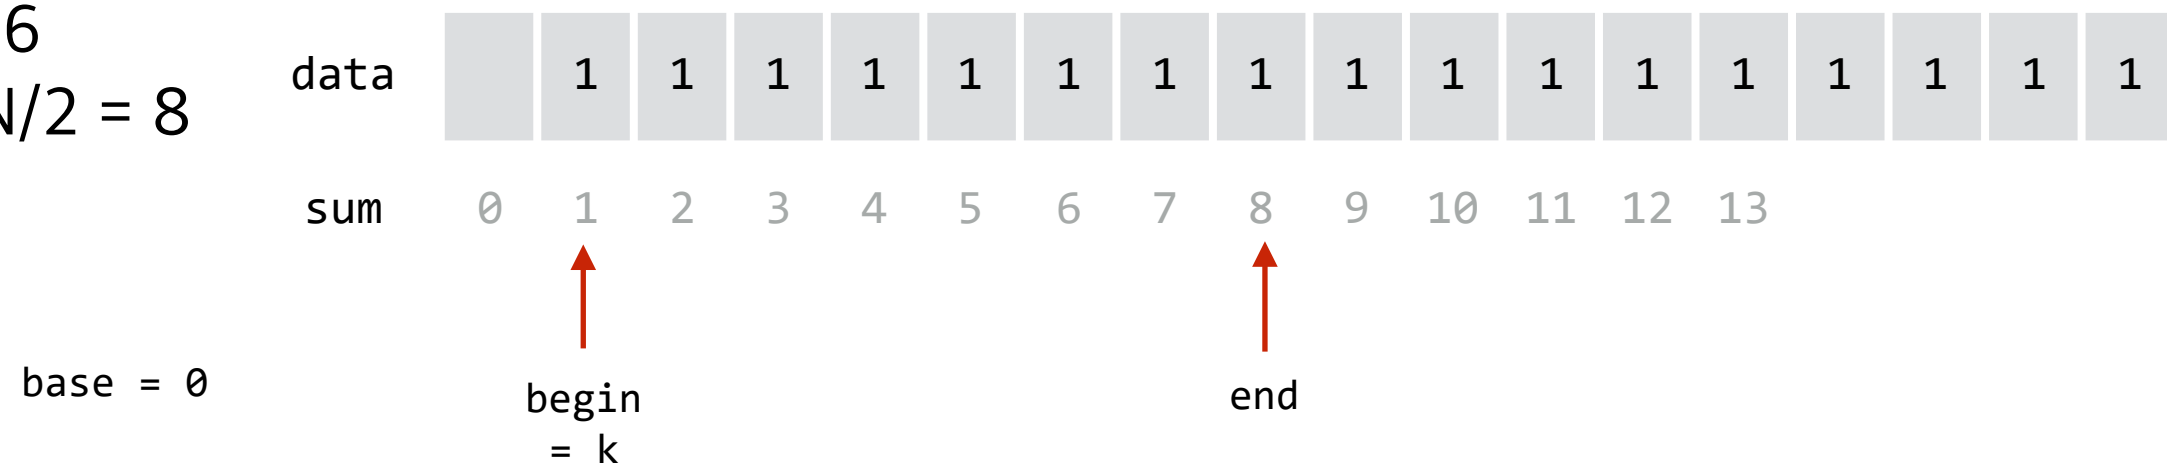 6
N/2 = 8
data 1 1 1 1 1 1 1 1 1 1 1 1 1 1 1 1 1
sum 0 1 2 3 4 5 6 7 8 9 10 11 12 13
base = 0
begin
= k
end